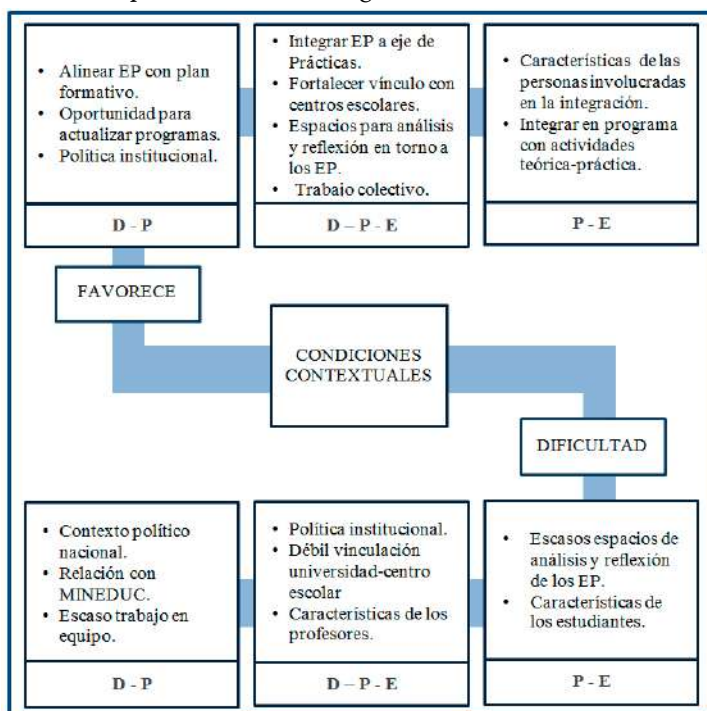 • Alinear EP con plan
formativo.
• Oportunidad para
actualizar programas.
• Política institucional.
D - P
• Integrar EP a eje de
Prácticas.
• Fortalecer vínculo con
centros escolares.
• Espacios para análisis
y reflexión en torno a
los EP.
• Trabajo colectivo.
D – P - E
• Características de las
personas involucradas
en la integración.
• Integrar en programa
con actividades
teórica-práctica.
P - E
FAVORECE
CONDICIONES
CONTEXTUALES
DIFICULTAD
• Contexto político
nacional.
• Relación con
MINEDUC.
• Escaso trabajo en
equipo.
D - P
• Política institucional.
• Débil vinculación
universidad-centro
escolar
• Características de los
profesores.
D – P - E
• Escasos espacios de
análisis y reflexión
de los EP.
• Características de
los estudiantes.
P - E